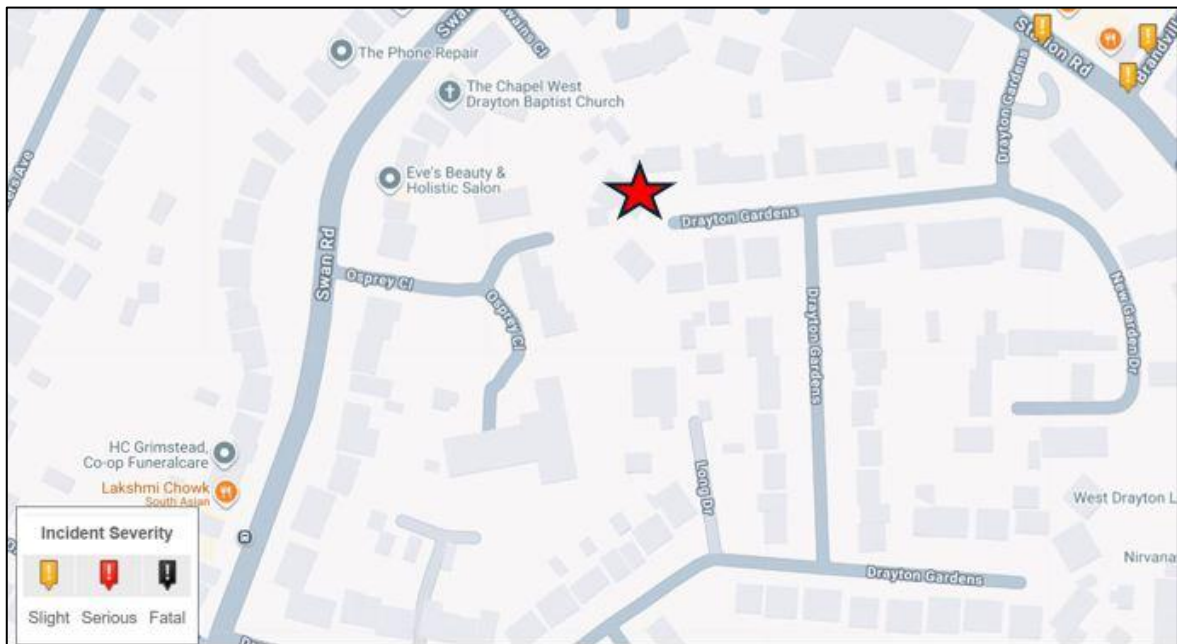 Swan
The Phone Repair
The Chapel West
Drayton Baptist Church
Eve's Beauty &
Holistic Salon
Swan Rd
Osprey Cl
Osprey Cl
Drayton Gardens
Drayton Gardens
Drayton Gardens
New Garden Dr
Long Dr
Drayton Gardens
HC Grimstead,
Co-op Funeralcare
Lakshmi Chowk
South Asian
West Drayton L
Nirvana
Incident Severity
Slight Serious Fatal